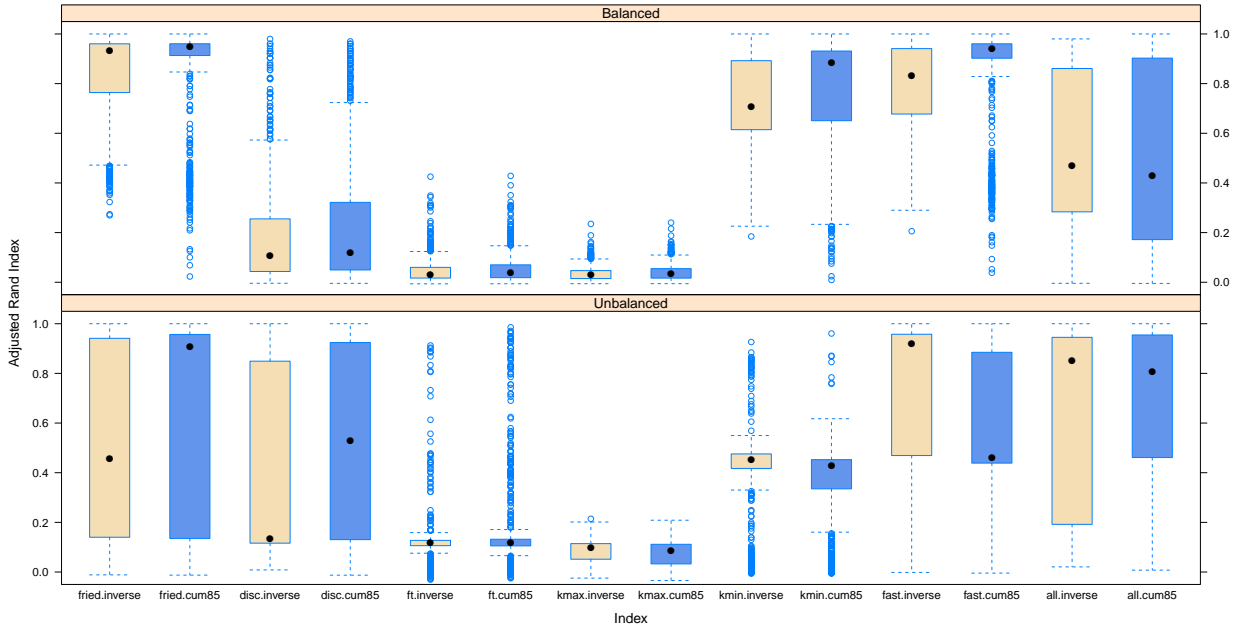 Balanced
1.0
0.8
0.6
0.4
0.2
0.0
Adjusted Rand Index
Unbalanced
1.0
0.8
0.6
0.4
0.2
0.0
fried.inverse fried.cum85 disc.inverse disc.cum85 ft.inverse ft.cum85 kmax.inverse kmax.cum85 kmin.inverse kmin.cum85 fast.inverse fast.cum85 all.inverse all.cum85
Index